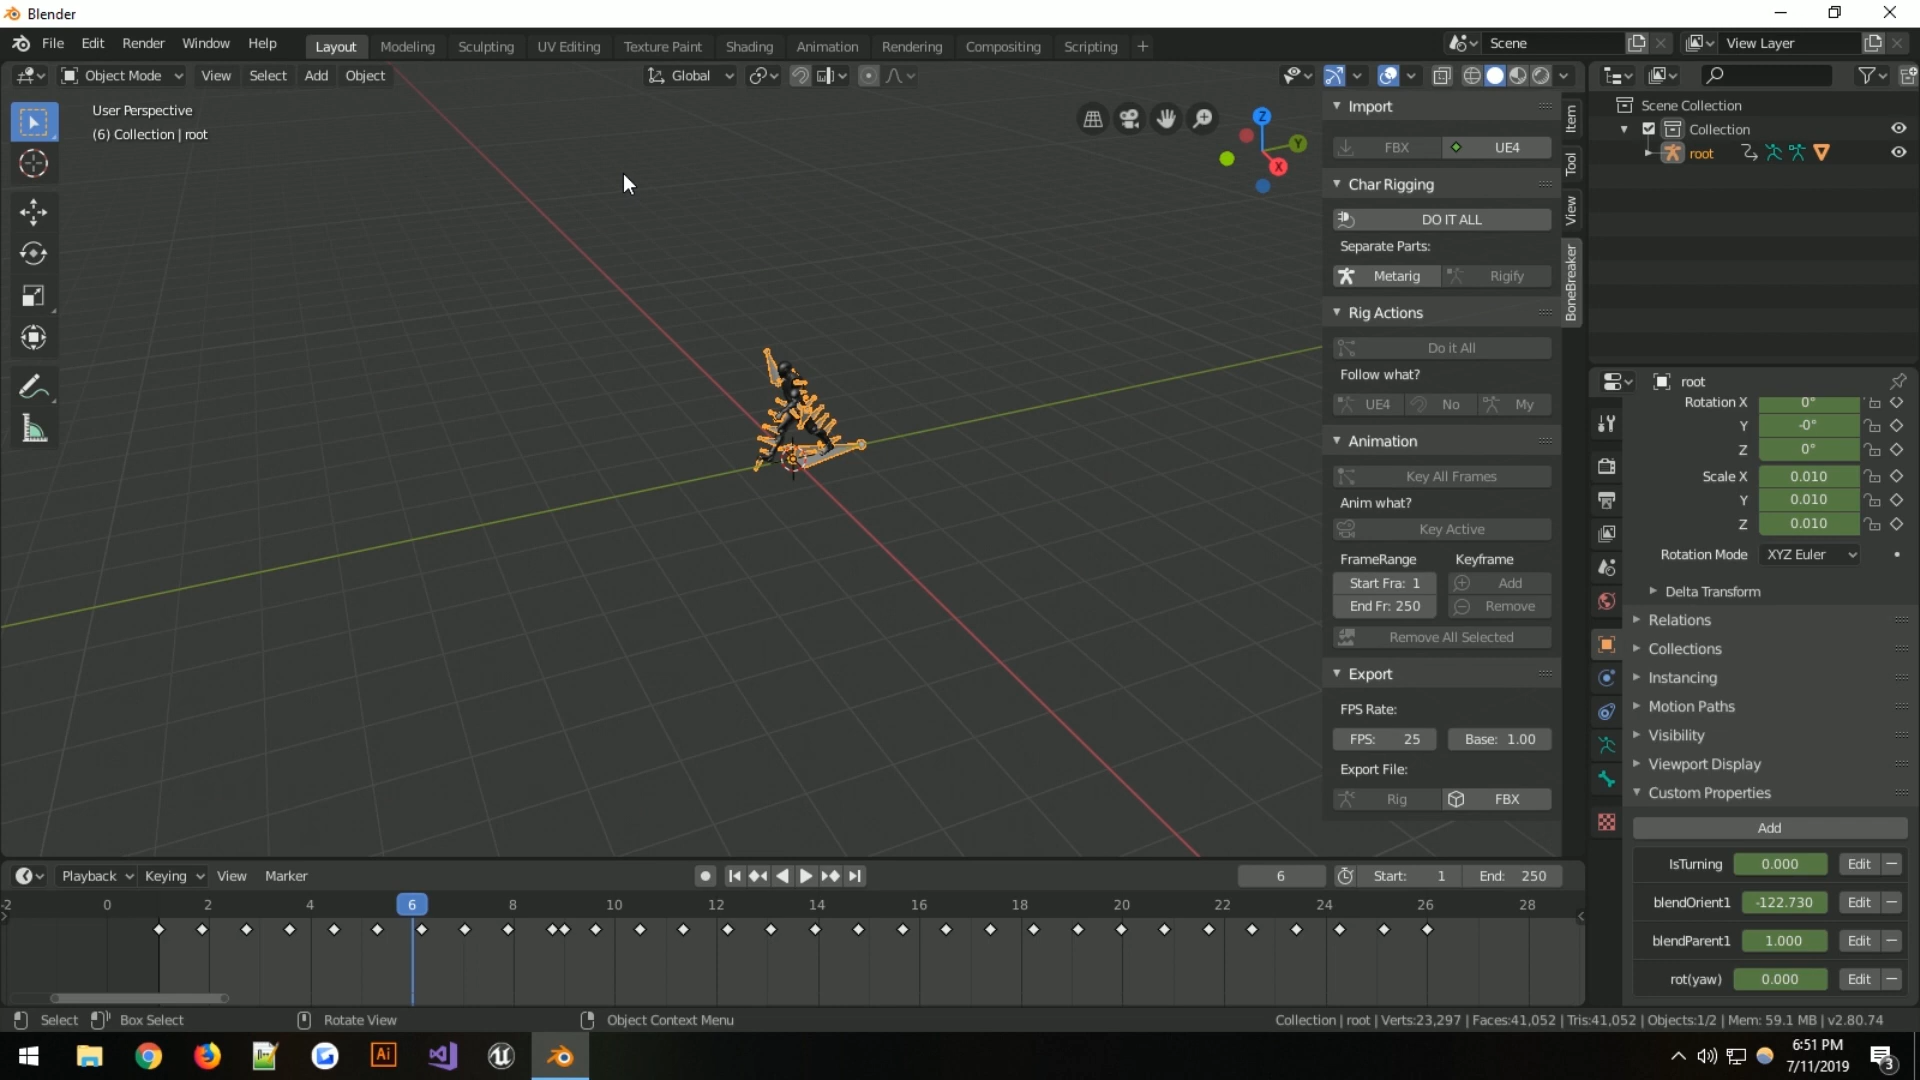 Blender
File Edit Render Window Help Layout Modeling Sculpting UV Editing Texture Paint Shading Animation Rendering Compositing Scripting + Scene View Layer
Object Mode View Select Add Object Global
User Perspective
(6) Collection | root
Z
Y
X
Import
FBX UE4
Char Rigging
DO IT ALL
Separate Parts:
Metarig Rigify
Rig Actions
Do it All
Follow what?
UE4 No My
Animation
Key All Frames
Anim what?
Key Active
FrameRange Keyframe
Start Fra: 1 Add
End Fr: 250 Remove
Remove All Selected
Export
FPS Rate:
FPS: 25 Base: 1.00
Export File:
Rig FBX
Item
Tool
View
BoneBreaker
Scene Collection
Collection
root
root
Rotation X 0°
Y -0°
Z 0°
Scale X 0.010
Y 0.010
Z 0.010
Rotation Mode XYZ Euler
Delta Transform
Relations
Collections
Instancing
Motion Paths
Visibility
Viewport Display
Custom Properties
Add
IsTurning 0.000 Edit
blendOrient1 -122.730 Edit
blendParent1 1.000 Edit
rot(yaw) 0.000 Edit
Playback Keying View Marker 6 Start: 1 End: 250
-2 0 2 4 6 8 10 12 14 16 18 20 22 24 26 28
Select Box Select Rotate View Object Context Menu Collection | root | Verts:23,297 | Faces:41,052 | Tris:41,052 | Objects:1/2 | Mem: 59.1 MB | v2.80.74
Ai
6:51 PM
7/11/2019
3